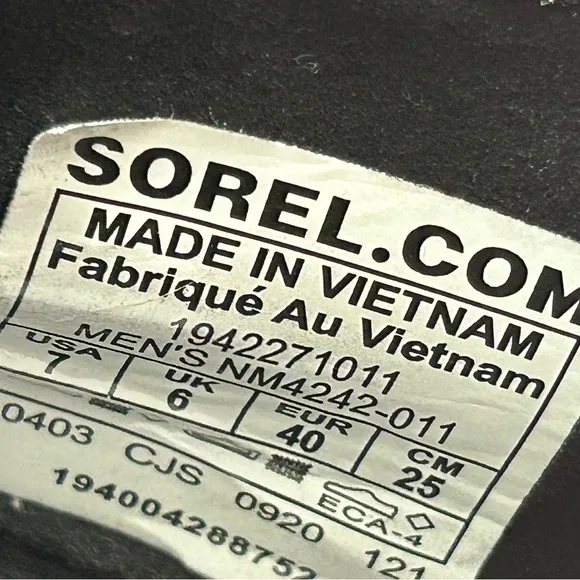 SOREL.COM
MADE IN VIETNAM
Fabriqué Au Vietnam
1942271011
MEN'S NM4242-011
USA UK EUR CM
7 6 40 25
ECA-4
0403 CJS 0920 121
194004288752